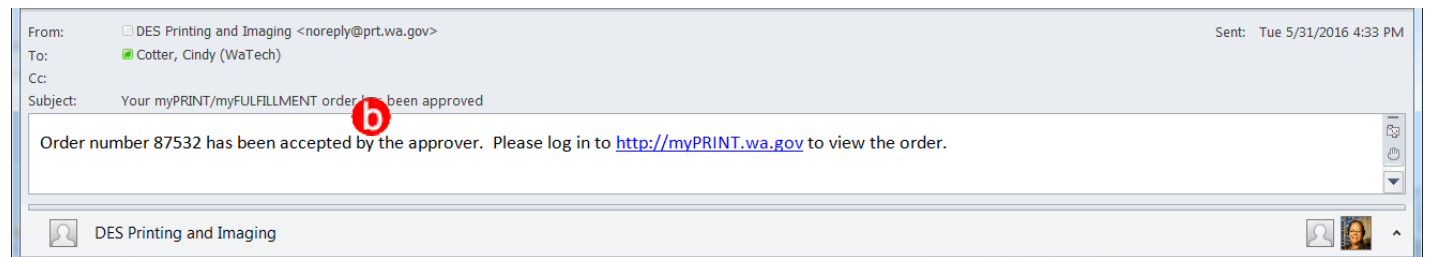 From: DES Printing and Imaging <noreply@prt.wa.gov> Sent: Tue 5/31/2016 4:33 PM
To: Cotter, Cindy (WaTech)
Cc:
Subject: Your myPRINT/myFULFILLMENT order has been approved
b
Order number 87532 has been accepted by the approver. Please log in to http://myPRINT.wa.gov to view the order.
DES Printing and Imaging